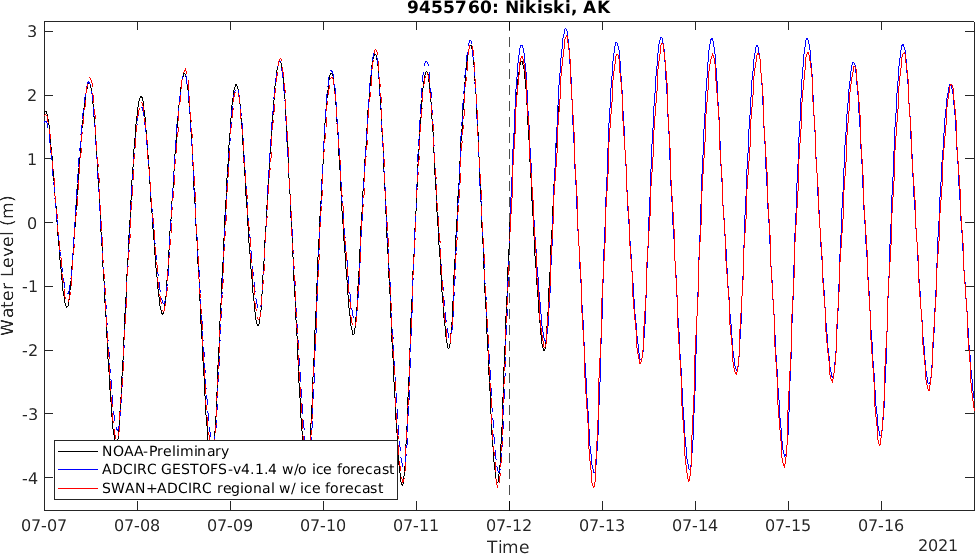 9455760: Nikiski, AK
Water Level (m)
3
2
1
0
-1
-2
-3
-4
NOAA-Preliminary
ADCIRC GESTOFS-v4.1.4 w/o ice forecast
SWAN+ADCIRC regional w/ ice forecast
07-07 07-08 07-09 07-10 07-11 07-12 07-13 07-14 07-15 07-16
Time
2021